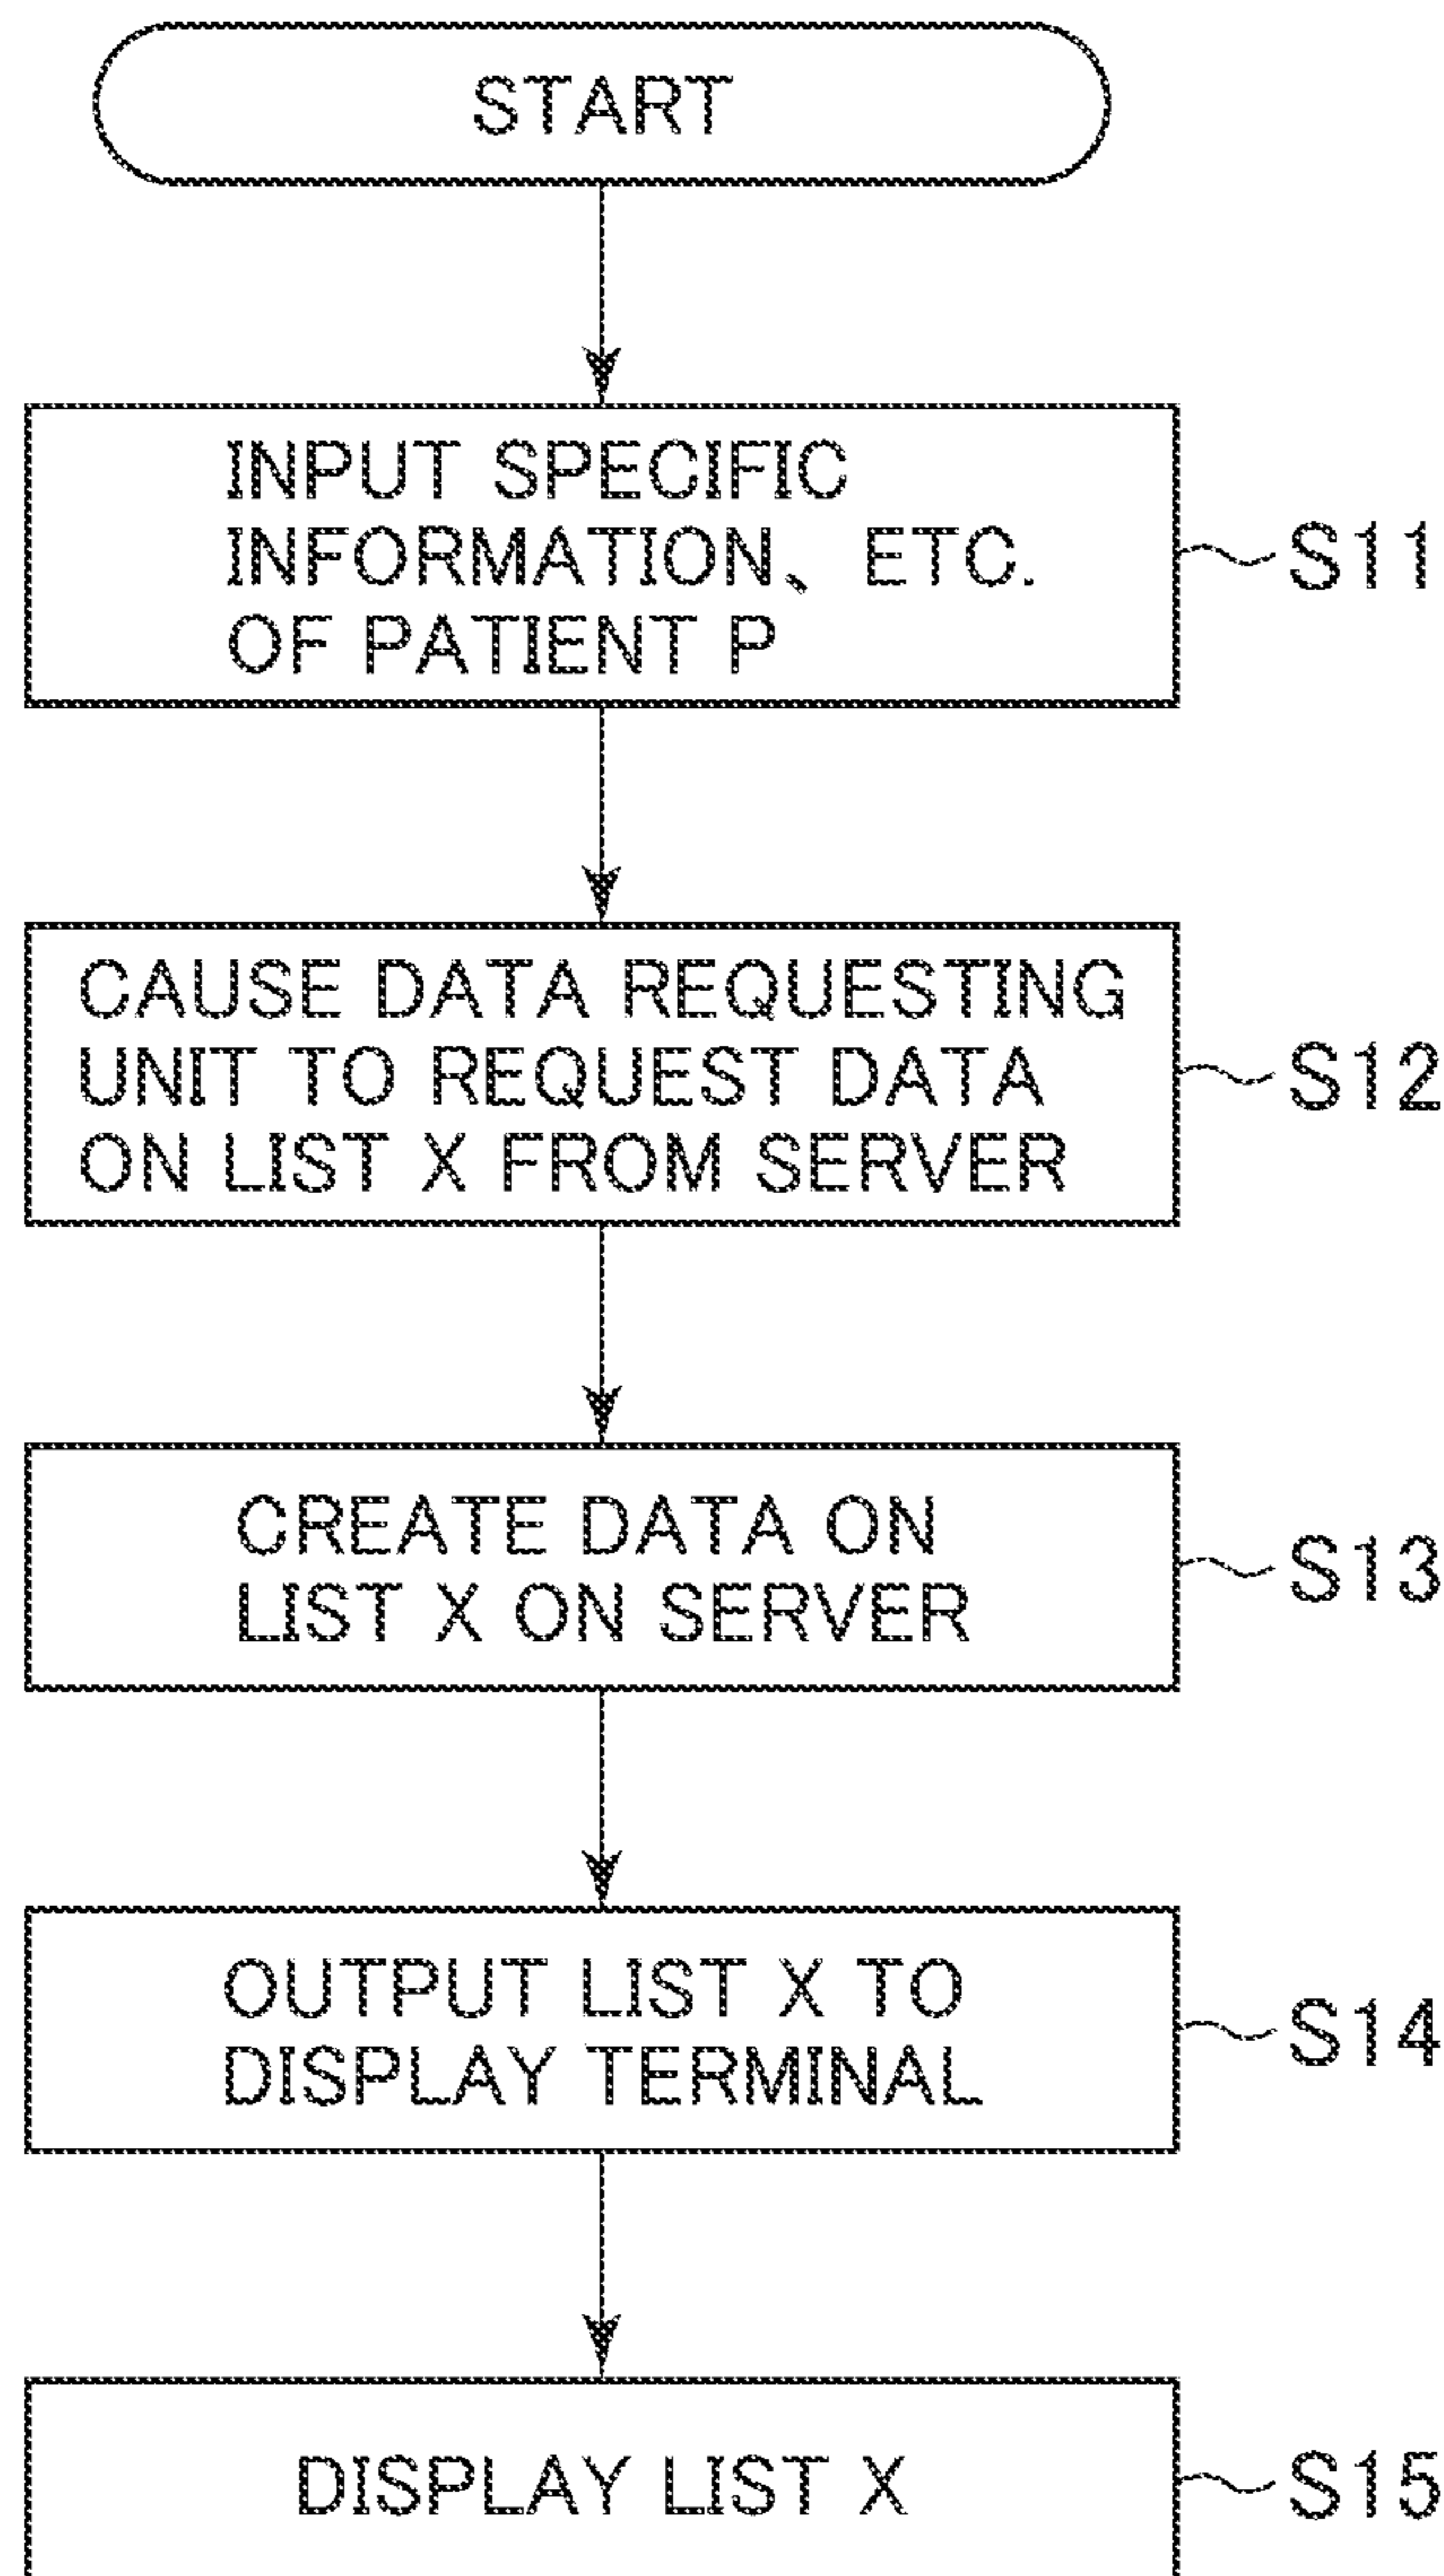 START
INPUT SPECIFIC
INFORMATION、 ETC.
OF PATIENT P
S11
CAUSE DATA REQUESTING
UNIT TO REQUEST DATA
ON LIST X FROM SERVER
S12
CREATE DATA ON
LIST X ON SERVER
S13
OUTPUT LIST X TO
DISPLAY TERMINAL
S14
DISPLAY LIST X
S15